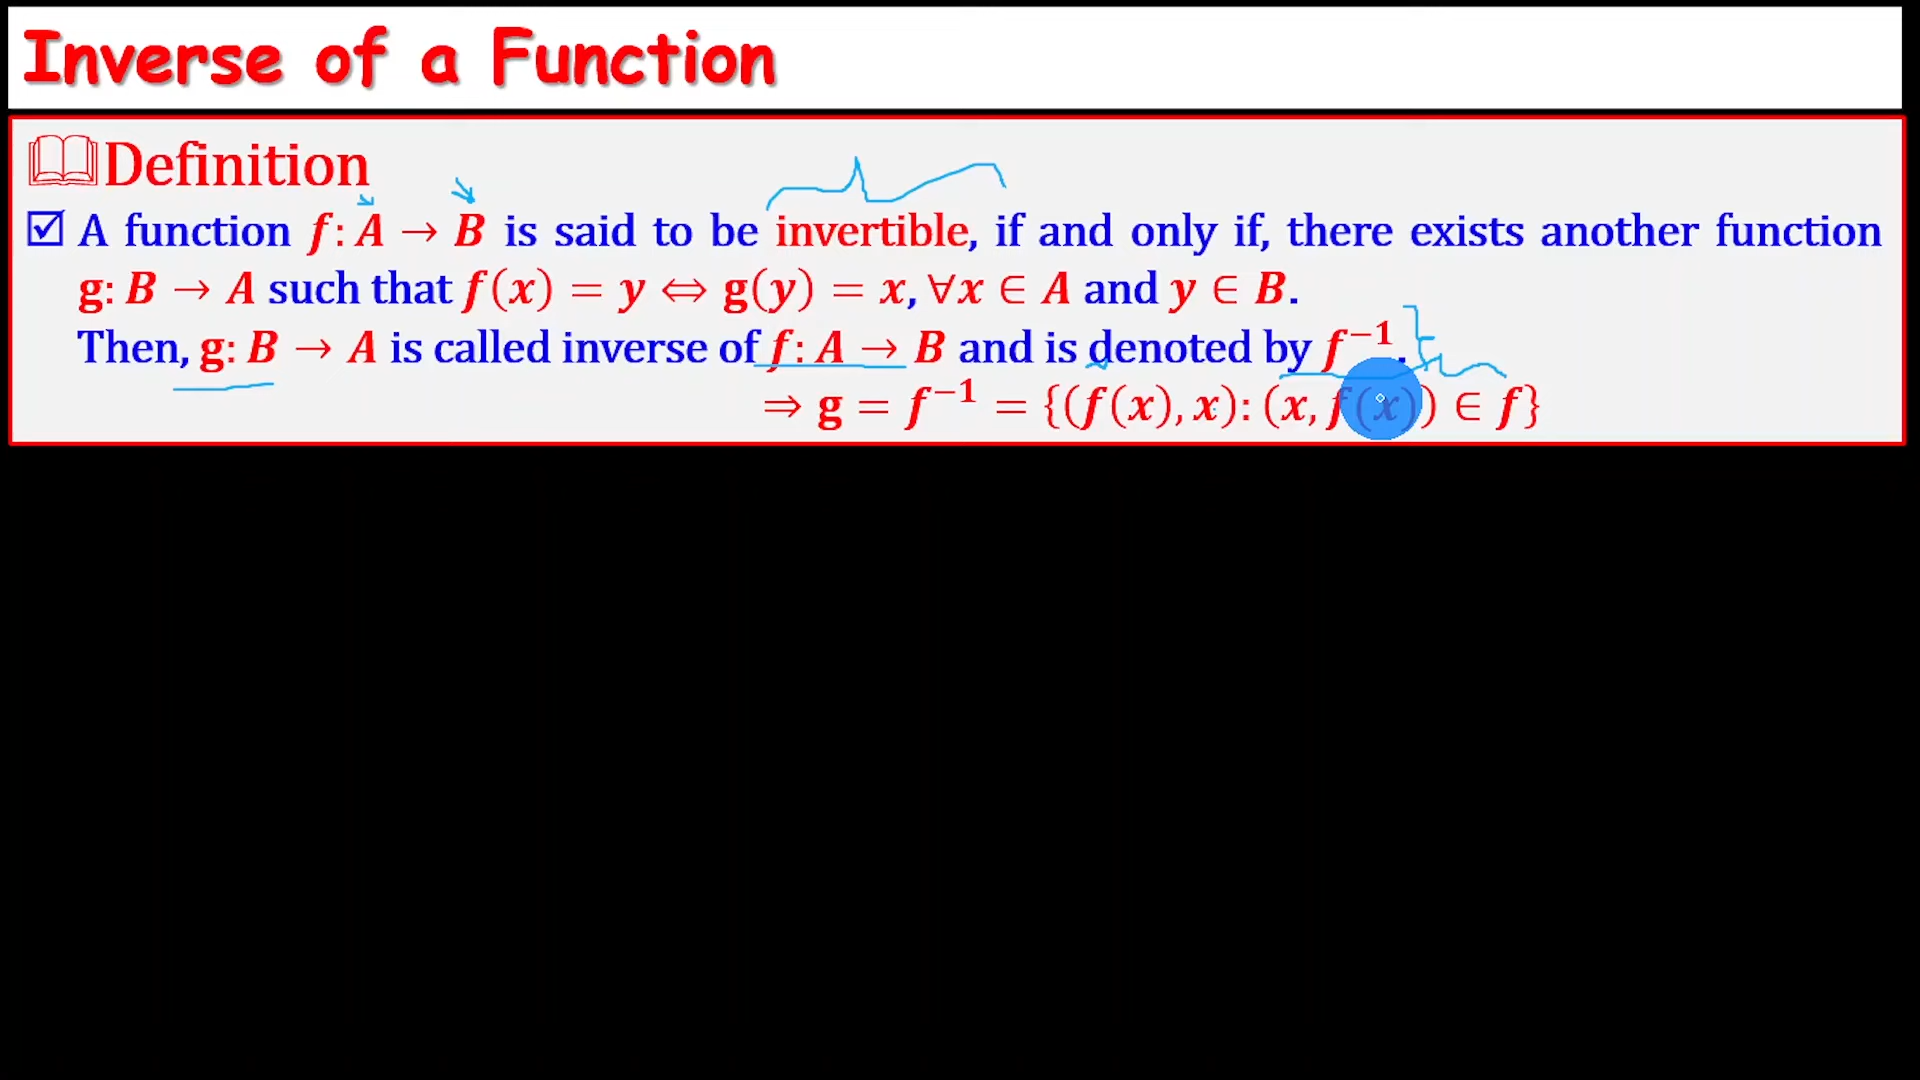 Inverse of a Function
Definition
☑ A function f: A → B is said to be invertible, if and only if, there exists another function
g: B → A such that f(x) = y ⇔ g(y) = x, ∀x ∈ A and y ∈ B.
Then, g: B → A is called inverse of f: A → B and is denoted by f⁻¹.
⇒ g = f⁻¹ = {(f(x), x): (x, f(x)) ∈ f}